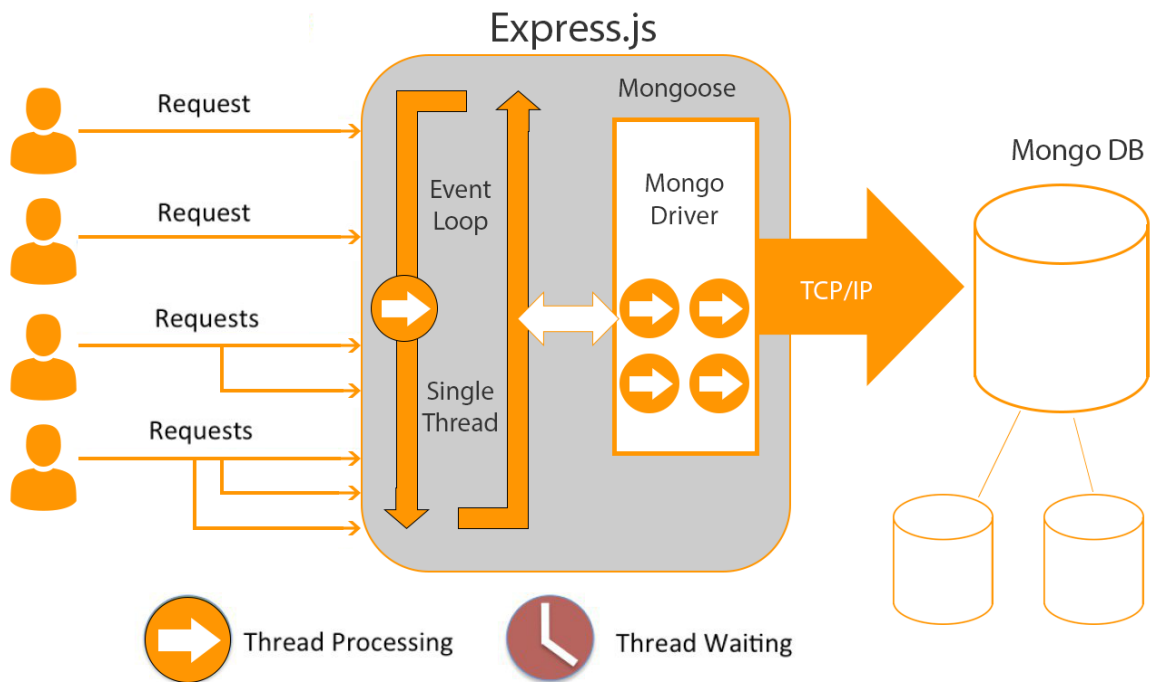 Express.js
Request
Request
Requests
Requests
Event
Loop
Single
Thread
Mongoose
Mongo
Driver
TCP/IP
Mongo DB
Thread Processing
Thread Waiting